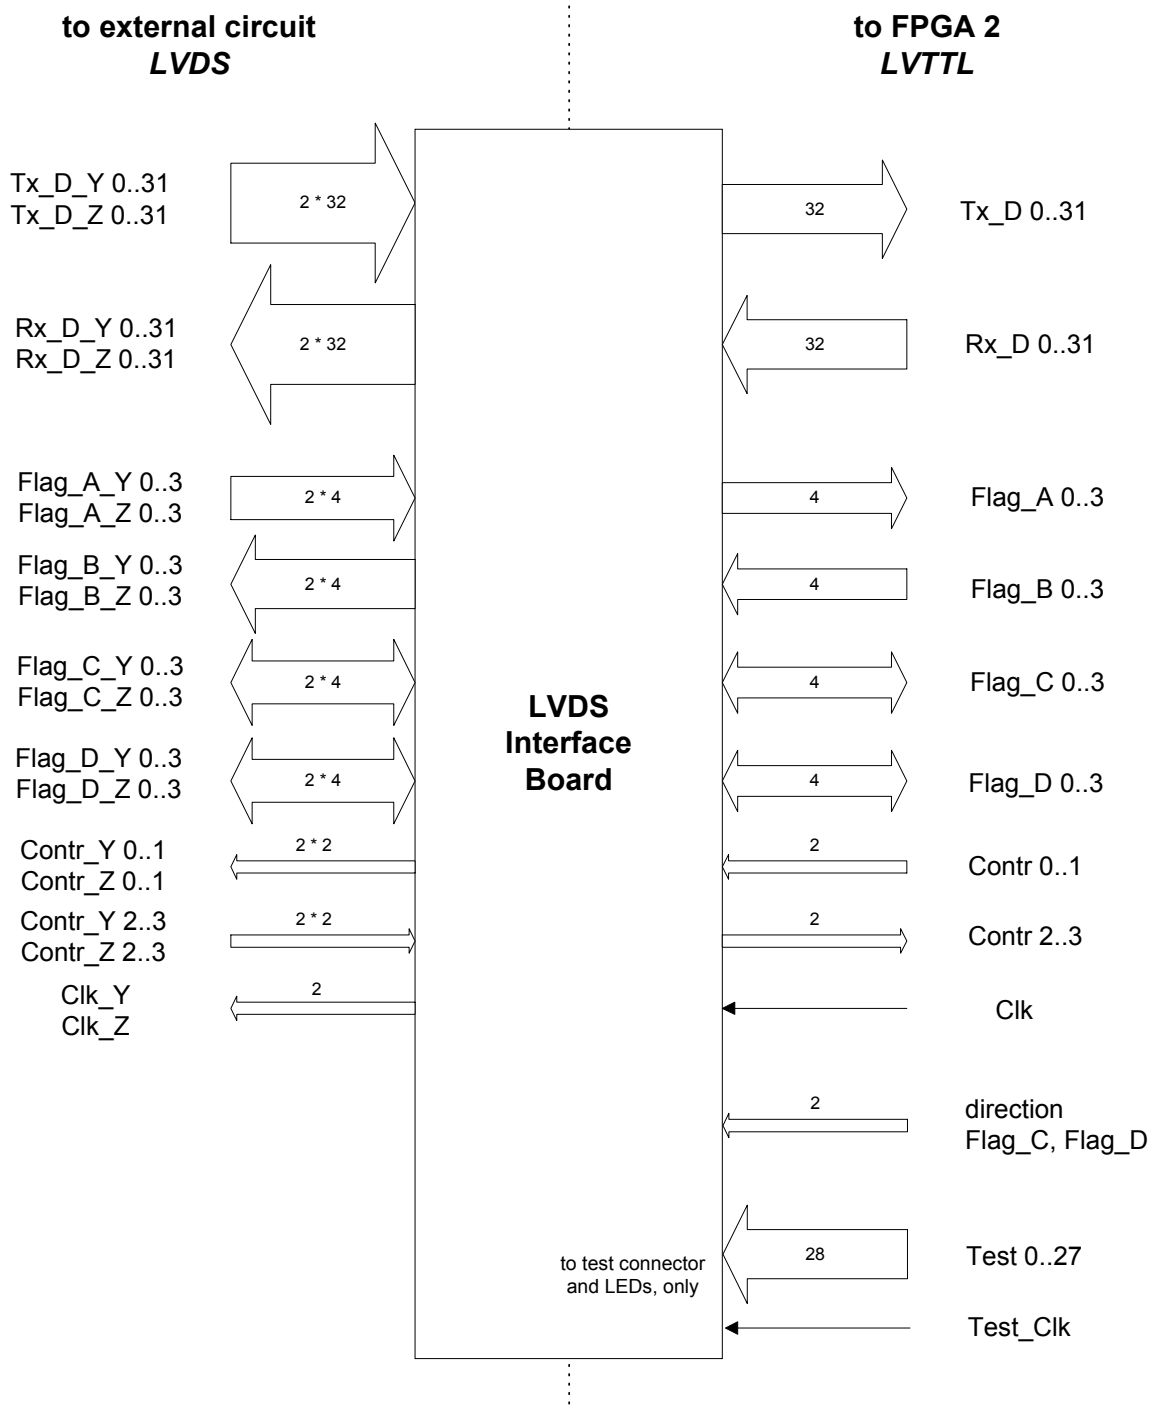 to external circuit
LVDS
to FPGA 2
LVTTL
Tx_D_Y 0..31
Tx_D_Z 0..31
2 * 32
32
Tx_D 0..31
Rx_D_Y 0..31
Rx_D_Z 0..31
2 * 32
32
Rx_D 0..31
Flag_A_Y 0..3
Flag_A_Z 0..3
2 * 4
4
Flag_A 0..3
Flag_B_Y 0..3
Flag_B_Z 0..3
2 * 4
4
Flag_B 0..3
Flag_C_Y 0..3
Flag_C_Z 0..3
2 * 4
4
Flag_C 0..3
LVDS
Interface
Board
Flag_D_Y 0..3
Flag_D_Z 0..3
2 * 4
4
Flag_D 0..3
Contr_Y 0..1
Contr_Z 0..1
2 * 2
2
Contr 0..1
Contr_Y 2..3
Contr_Z 2..3
2 * 2
2
Contr 2..3
Clk_Y
Clk_Z
2
Clk
2
direction
Flag_C, Flag_D
to test connector
and LEDs, only
28
Test 0..27
Test_Clk